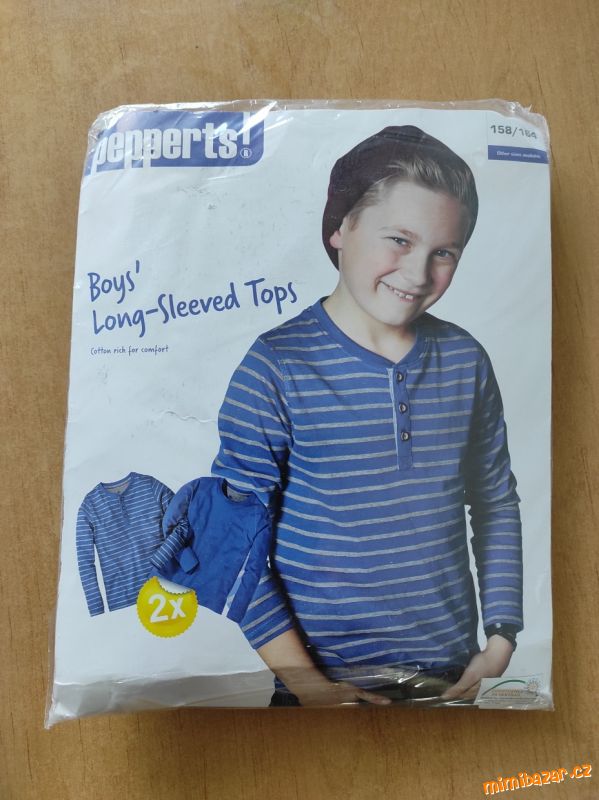 pepperts!
®
158/164
Other sizes available
Boys'
Long-Sleeved Tops
Cotton rich for comfort
2x
mimibazar.cz